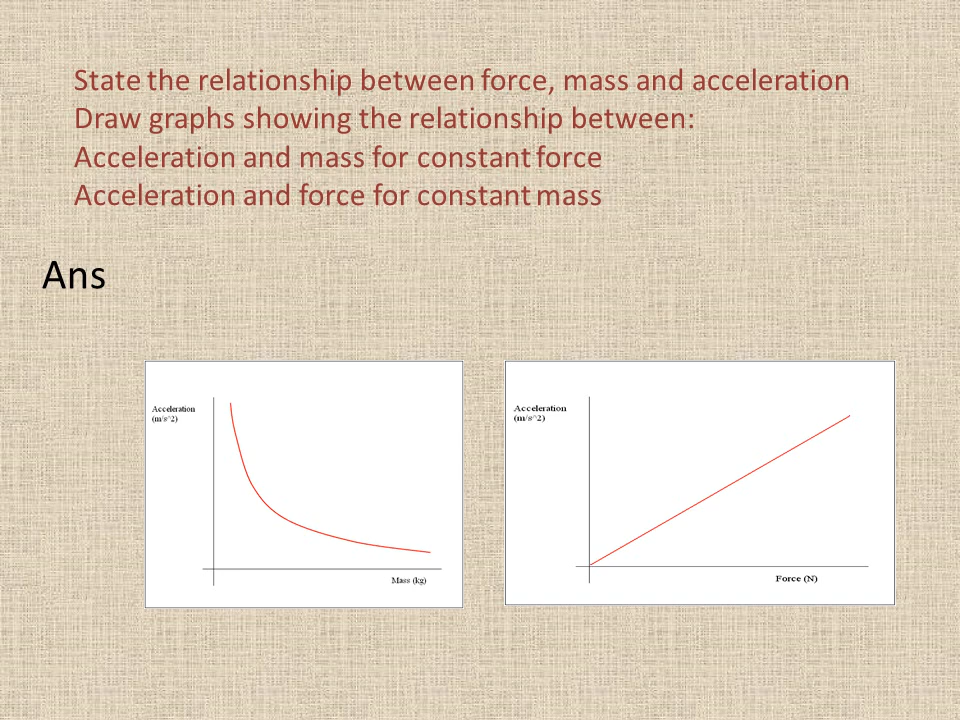 State the relationship between force, mass and acceleration
Draw graphs showing the relationship between:
Acceleration and mass for constant force
Acceleration and force for constant mass
Ans
Acceleration
(m/s^2)
Mass (kg)
Acceleration
(m/s^2)
Force (N)